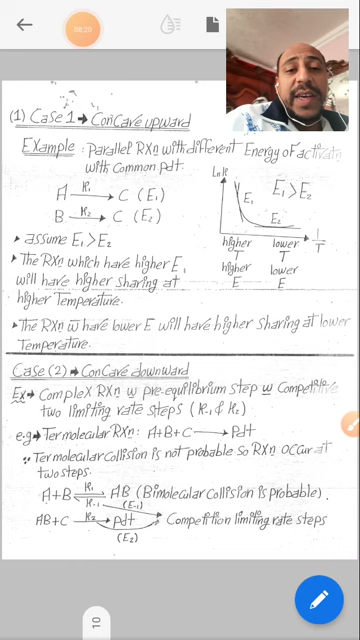 08:20
(1) Case 1 → Concave upward
Example: Parallel RXn with different Energy of activatn
with Common pdt.
A K1→ C (E1)
B K2→ C (E2)
Ln k
E1 > E2
E1
E2
1/T
higher T
lower T
higher E
lower E
▸ assume E1 > E2
▸ The RXn which have higher E,
will have higher Sharing at
higher Temperature.
▸ The RXn w have lower E will have higher Sharing at lower
Temperature.
Case (2) → Concave downward
Ex → Complex RXn w pre-equilibrium step w Competitive
two limiting rate steps (K1 & K2)
e.g → Termolecular RXn: A+B+C → Pdt
∵ Termolecular Collision is not probable so RXn occur at
two steps.
A+B K1⇌K-1 AB (Bimolecular Collision is probable).
(E-1)
AB+C K2→ pdt Competition limiting rate steps
(E2)
10